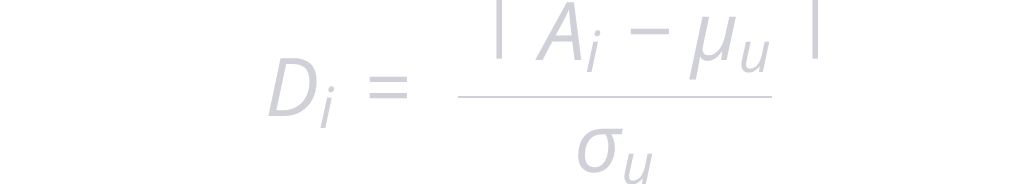 D_i = | A_i − μ_u | / σ_u